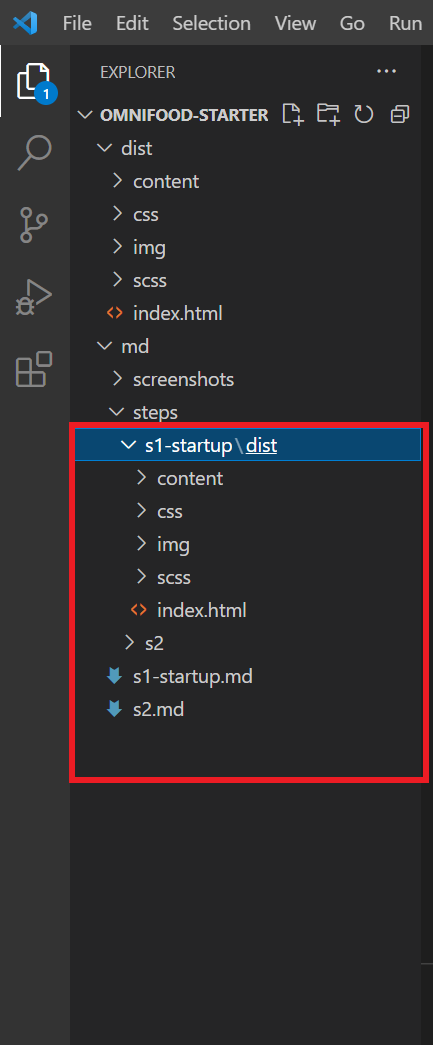 File Edit Selection View Go Run
EXPLORER
1
OMNIFOOD-STARTER
dist
content
css
img
scss
index.html
md
screenshots
steps
s1-startup\dist
content
css
img
scss
index.html
s2
s1-startup.md
s2.md